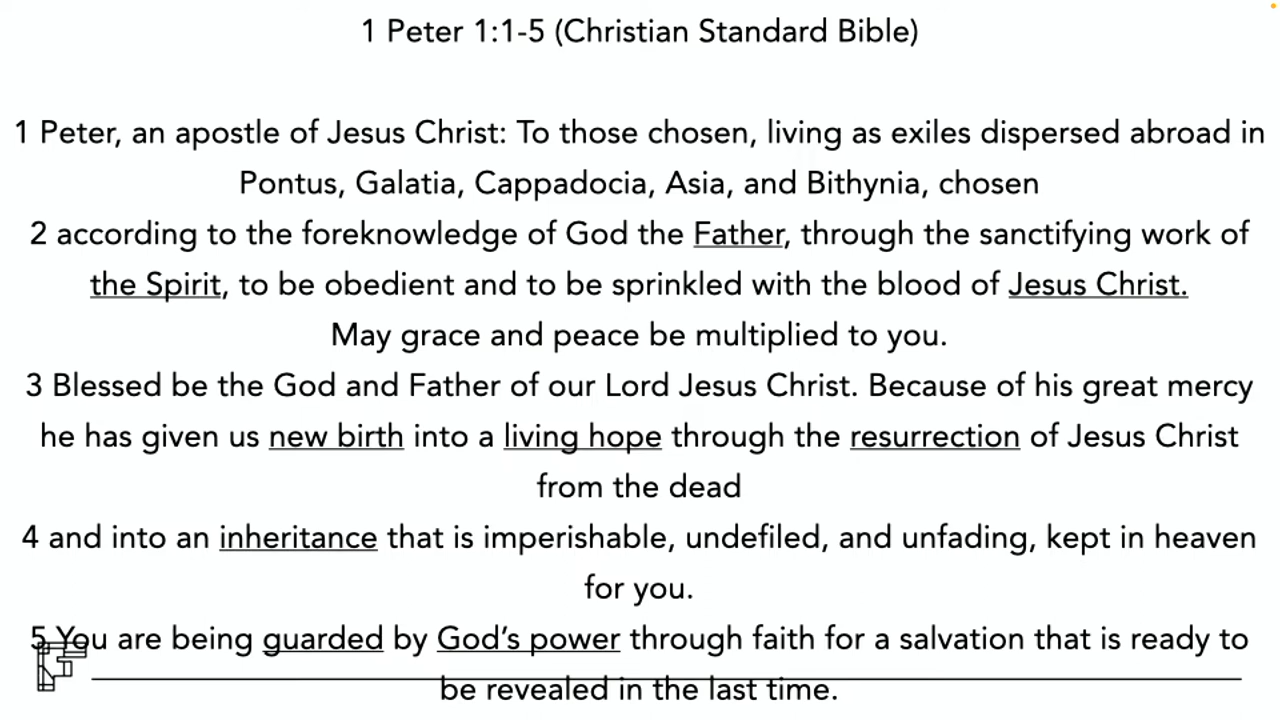 1 Peter 1:1-5 (Christian Standard Bible)
1 Peter, an apostle of Jesus Christ: To those chosen, living as exiles dispersed abroad in
Pontus, Galatia, Cappadocia, Asia, and Bithynia, chosen
2 according to the foreknowledge of God the Father, through the sanctifying work of
the Spirit, to be obedient and to be sprinkled with the blood of Jesus Christ.
May grace and peace be multiplied to you.
3 Blessed be the God and Father of our Lord Jesus Christ. Because of his great mercy
he has given us new birth into a living hope through the resurrection of Jesus Christ
from the dead
4 and into an inheritance that is imperishable, undefiled, and unfading, kept in heaven
for you.
5 You are being guarded by God’s power through faith for a salvation that is ready to
be revealed in the last time.